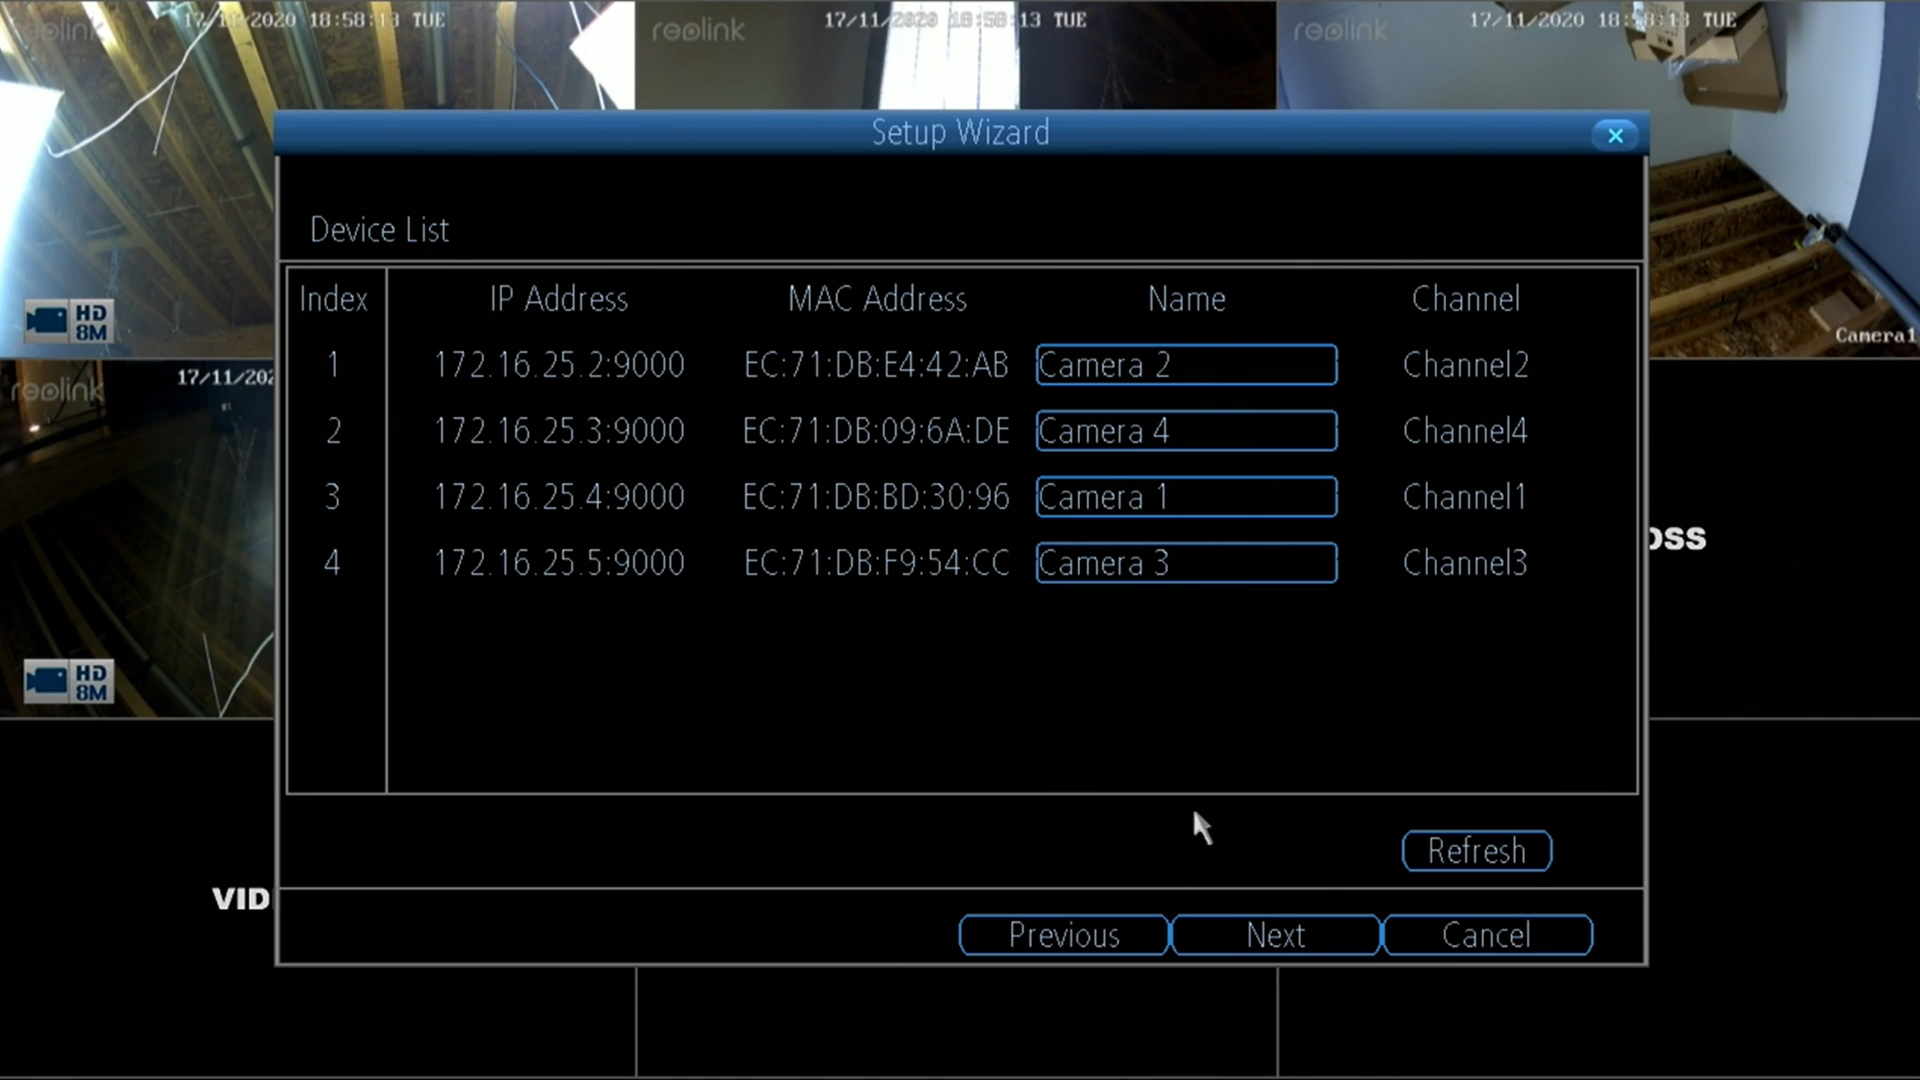 reolink
17/11/2020 18:58:13 TUE
reolink
17/11/2020 18:58:13 TUE
reolink
17/11/2020 18:58:13 TUE
Setup Wizard
Device List
Index IP Address MAC Address Name Channel
1 172.16.25.2:9000 EC:71:DB:E4:42:AB Camera 2 Channel2
2 172.16.25.3:9000 EC:71:DB:09:6A:DE Camera 4 Channel4
3 172.16.25.4:9000 EC:71:DB:BD:30:96 Camera 1 Channel1
4 172.16.25.5:9000 EC:71:DB:F9:54:CC Camera 3 Channel3
HD
8M
Camera1
reolink
17/11/202
OSS
HD
8M
Refresh
VID
Previous Next Cancel